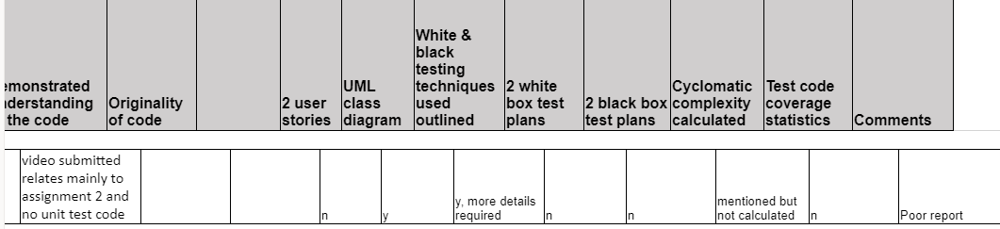 emonstrated
nderstanding
the code
Originality
of code
2 user
stories
UML
class
diagram
White &
black
testing
techniques
used
outlined
2 white
box test
plans
2 black box
test plans
Cyclomatic
complexity
calculated
Test code
coverage
statistics
Comments
video submitted
relates mainly to
assignment 2 and
no unit test code
n
y
y, more details
required
n
n
mentioned but
not calculated
n
Poor report